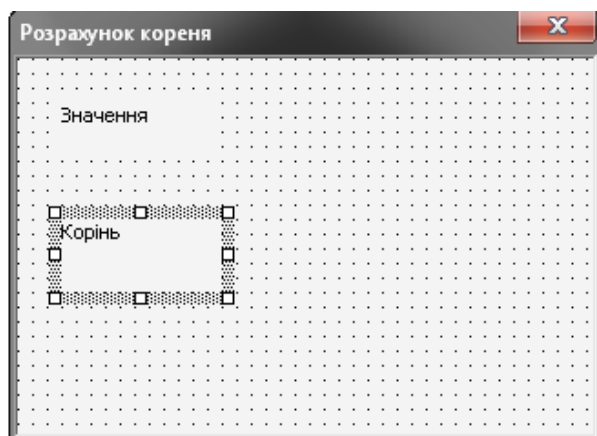 Розрахунок кореня
Значення
Корінь